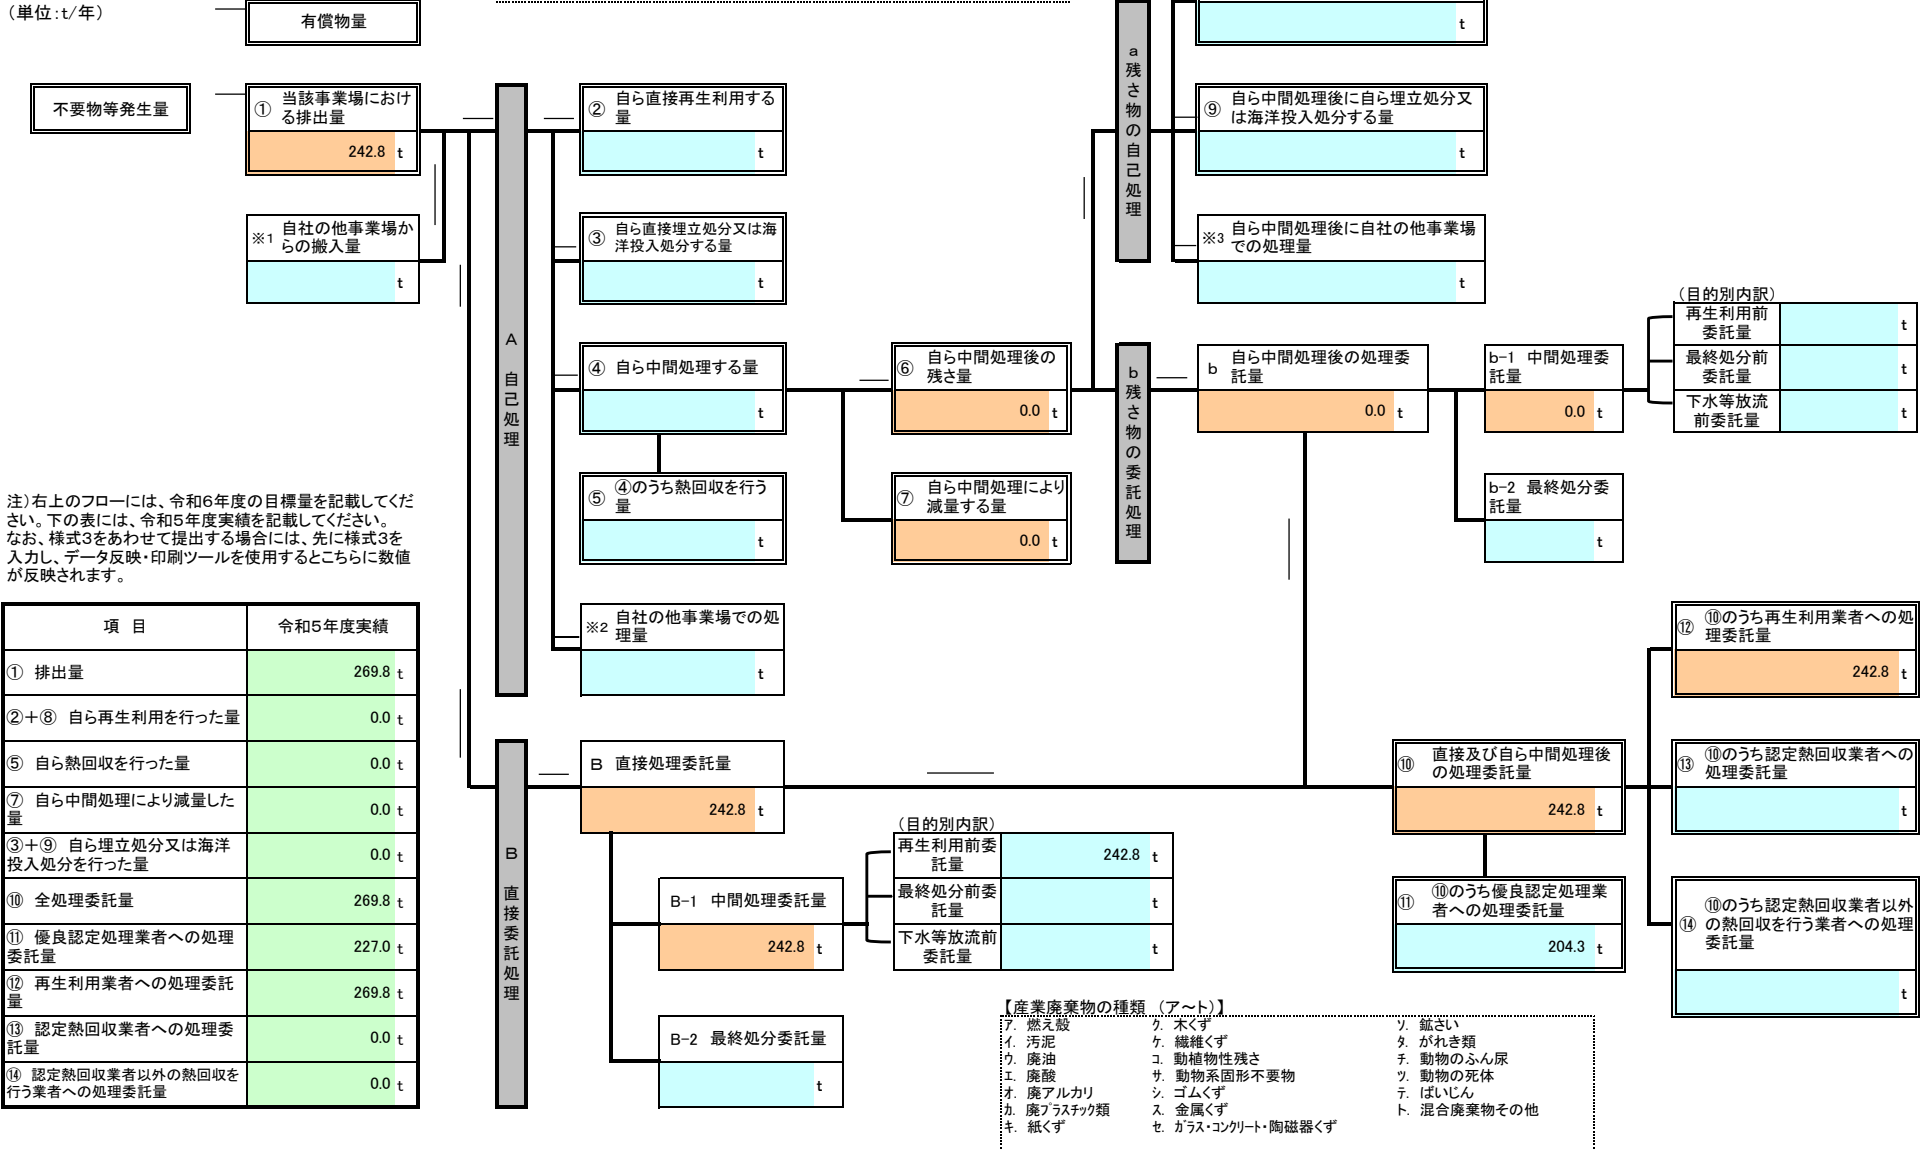 （単位:t/年）
有償物量
t
不要物等発生量
① 当該事業場におけ
る排出量
242.8 t
※1 自社の他事業場か
らの搬入量
t
A 自己処理
② 自ら直接再生利用する
量
t
③ 自ら直接埋立処分又は海
洋投入処分する量
t
④ 自ら中間処理する量
t
⑤ ④のうち熱回収を行う
量
t
※2 自社の他事業場での処
理量
t
⑥ 自ら中間処理後の
残さ量
0.0 t
⑦ 自ら中間処理により
減量する量
0.0 t
a 残さ物の自己処理
⑨ 自ら中間処理後に自ら埋立処分又
は海洋投入処分する量
t
※3 自ら中間処理後に自社の他事業場
での処理量
t
b 残さ物の委託処理
b 自ら中間処理後の処理委
託量
0.0 t
b-1 中間処理委
託量
0.0 t
（目的別内訳）
再生利用前
委託量
t
最終処分前
委託量
t
下水等放流
前委託量
t
b-2 最終処分委
託量
t
注）右上のフローには、令和6年度の目標量を記載してくだ
さい。下の表には、令和5年度実績を記載してください。
なお、様式3をあわせて提出する場合には、先に様式3を
入力し、データ反映・印刷ツールを使用するとこちらに数値
が反映されます。
項 目 令和5年度実績
① 排出量 269.8 t
②＋⑧ 自ら再生利用を行った量 0.0 t
⑤ 自ら熱回収を行った量 0.0 t
⑦ 自ら中間処理により減量した
量 0.0 t
③＋⑨ 自ら埋立処分又は海洋
投入処分を行った量 0.0 t
⑩ 全処理委託量 269.8 t
⑪ 優良認定処理業者への処理
委託量 227.0 t
⑫ 再生利用業者への処理委託
量 269.8 t
⑬ 認定熱回収業者への処理委
託量 0.0 t
⑭ 認定熱回収業者以外の熱回収を
行う業者への処理委託量 0.0 t
B 直接委託処理
B 直接処理委託量
242.8 t
B-1 中間処理委託量
242.8 t
（目的別内訳）
再生利用前委
託量
242.8 t
最終処分前委
託量
t
下水等放流前
委託量
t
B-2 最終処分委託量
t
⑩ 直接及び自ら中間処理後
の処理委託量
242.8 t
⑪ ⑩のうち優良認定処理業
者への処理委託量
204.3 t
⑫ ⑩のうち再生利用業者への処
理委託量
242.8 t
⑬ ⑩のうち認定熱回収業者への
処理委託量
t
⑭ ⑩のうち認定熱回収業者以外
の熱回収を行う業者への処理
委託量
t
【産業廃棄物の種類 （ア～ト）】
ア. 燃え殻 ク. 木くず ソ. 鉱さい
イ. 汚泥 ケ. 繊維くず タ. がれき類
ウ. 廃油 コ. 動植物性残さ チ. 動物のふん尿
エ. 廃酸 サ. 動物系固形不要物 ツ. 動物の死体
オ. 廃アルカリ シ. ゴムくず テ. ばいじん
カ. 廃プラスチック類 ス. 金属くず ト. 混合廃棄物その他
キ. 紙くず セ. ガラス・コンクリート・陶磁器くず